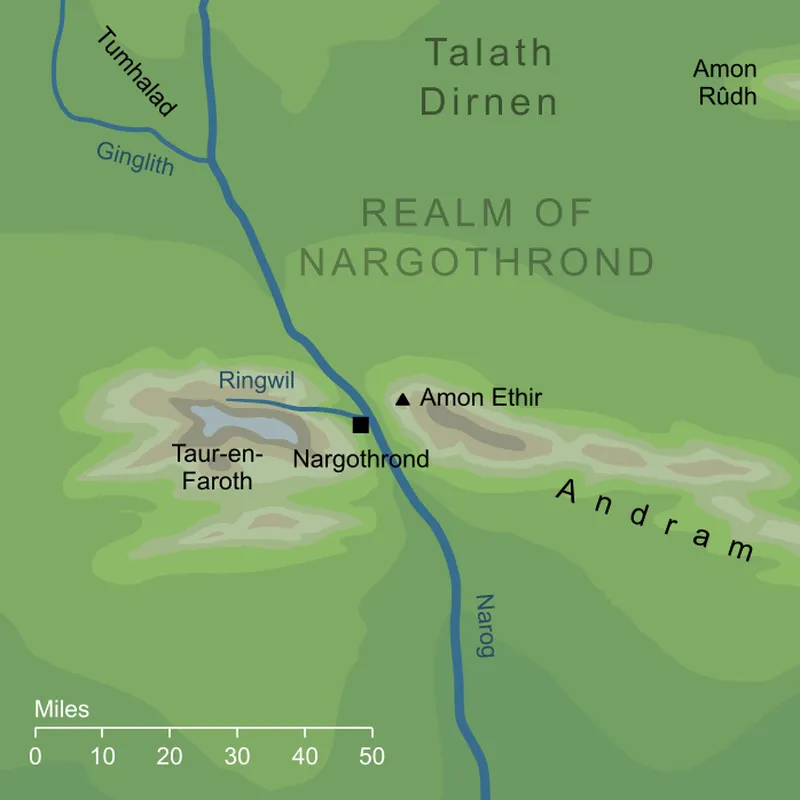 Tumhalad
Talath
Dirnen
Amon
Rûdh
Ginglith
REALM OF
NARGOTHROND
Ringwil
Amon Ethir
Taur-en-
Faroth
Nargothrond
Andram
Narog
Miles
0 10 20 30 40 50